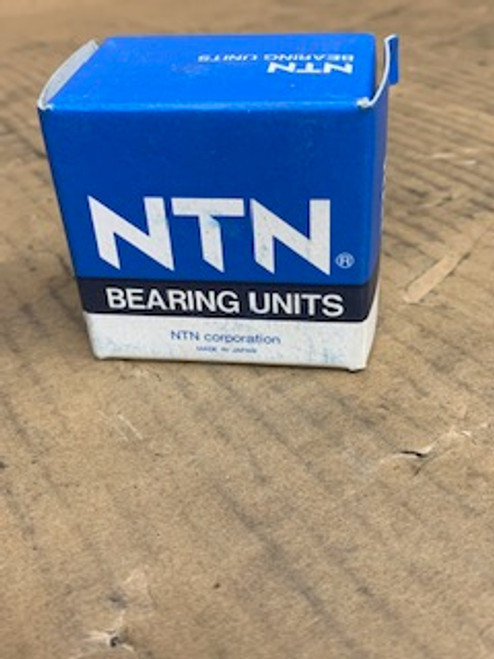 NTN
BEARING UNITS
NTN®
BEARING UNITS
NTN corporation
MADE IN JAPAN